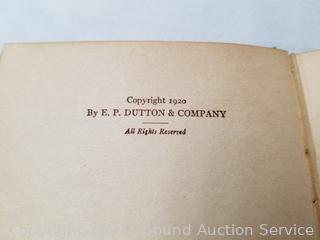 Copyright 1920
By E. P. DUTTON & COMPANY
All Rights Reserved
Sound Auction Service